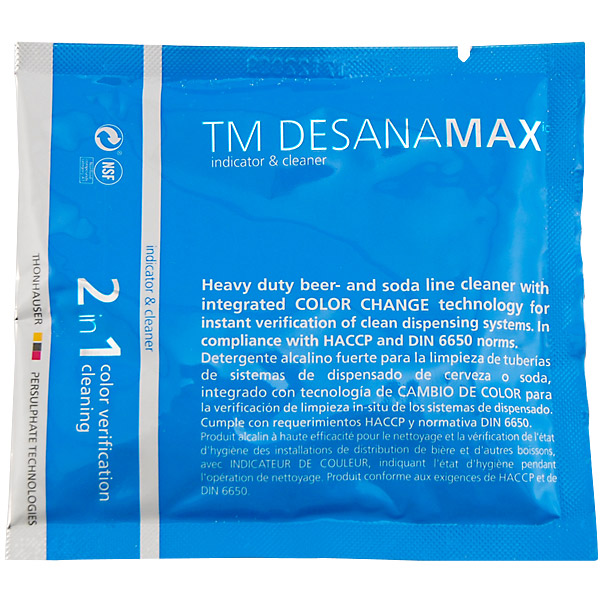 TM DESANAMAX
indicator & cleaner
NSF
indicator & cleaner
2 in 1
color verification
cleaning
THONHAUSER
PERSULPHATE TECHNOLOGIES
Heavy duty beer- and soda line cleaner with
integrated COLOR CHANGE technology for
instant verification of clean dispensing systems. In
compliance with HACCP and DIN 6650 norms.
Detergente alcalino fuerte para la limpieza de tuberías
de sistemas de dispensado de cerveza o soda,
integrado con tecnología de CAMBIO DE COLOR para
la verificación de limpieza in-situ de los sistemas de dispensado.
Cumple con requerimientos HACCP y normativa DIN 6650.
Produit alcalin à haute efficacité pour le nettoyage et la vérification de l'état
d'hygiène des installations de distribution de bière et d'autres boissons,
avec INDICATEUR DE COULEUR, indiquant l'état d'hygiène pendant
l'opération de nettoyage. Produit conforme aux exigences de HACCP et de
DIN 6650.